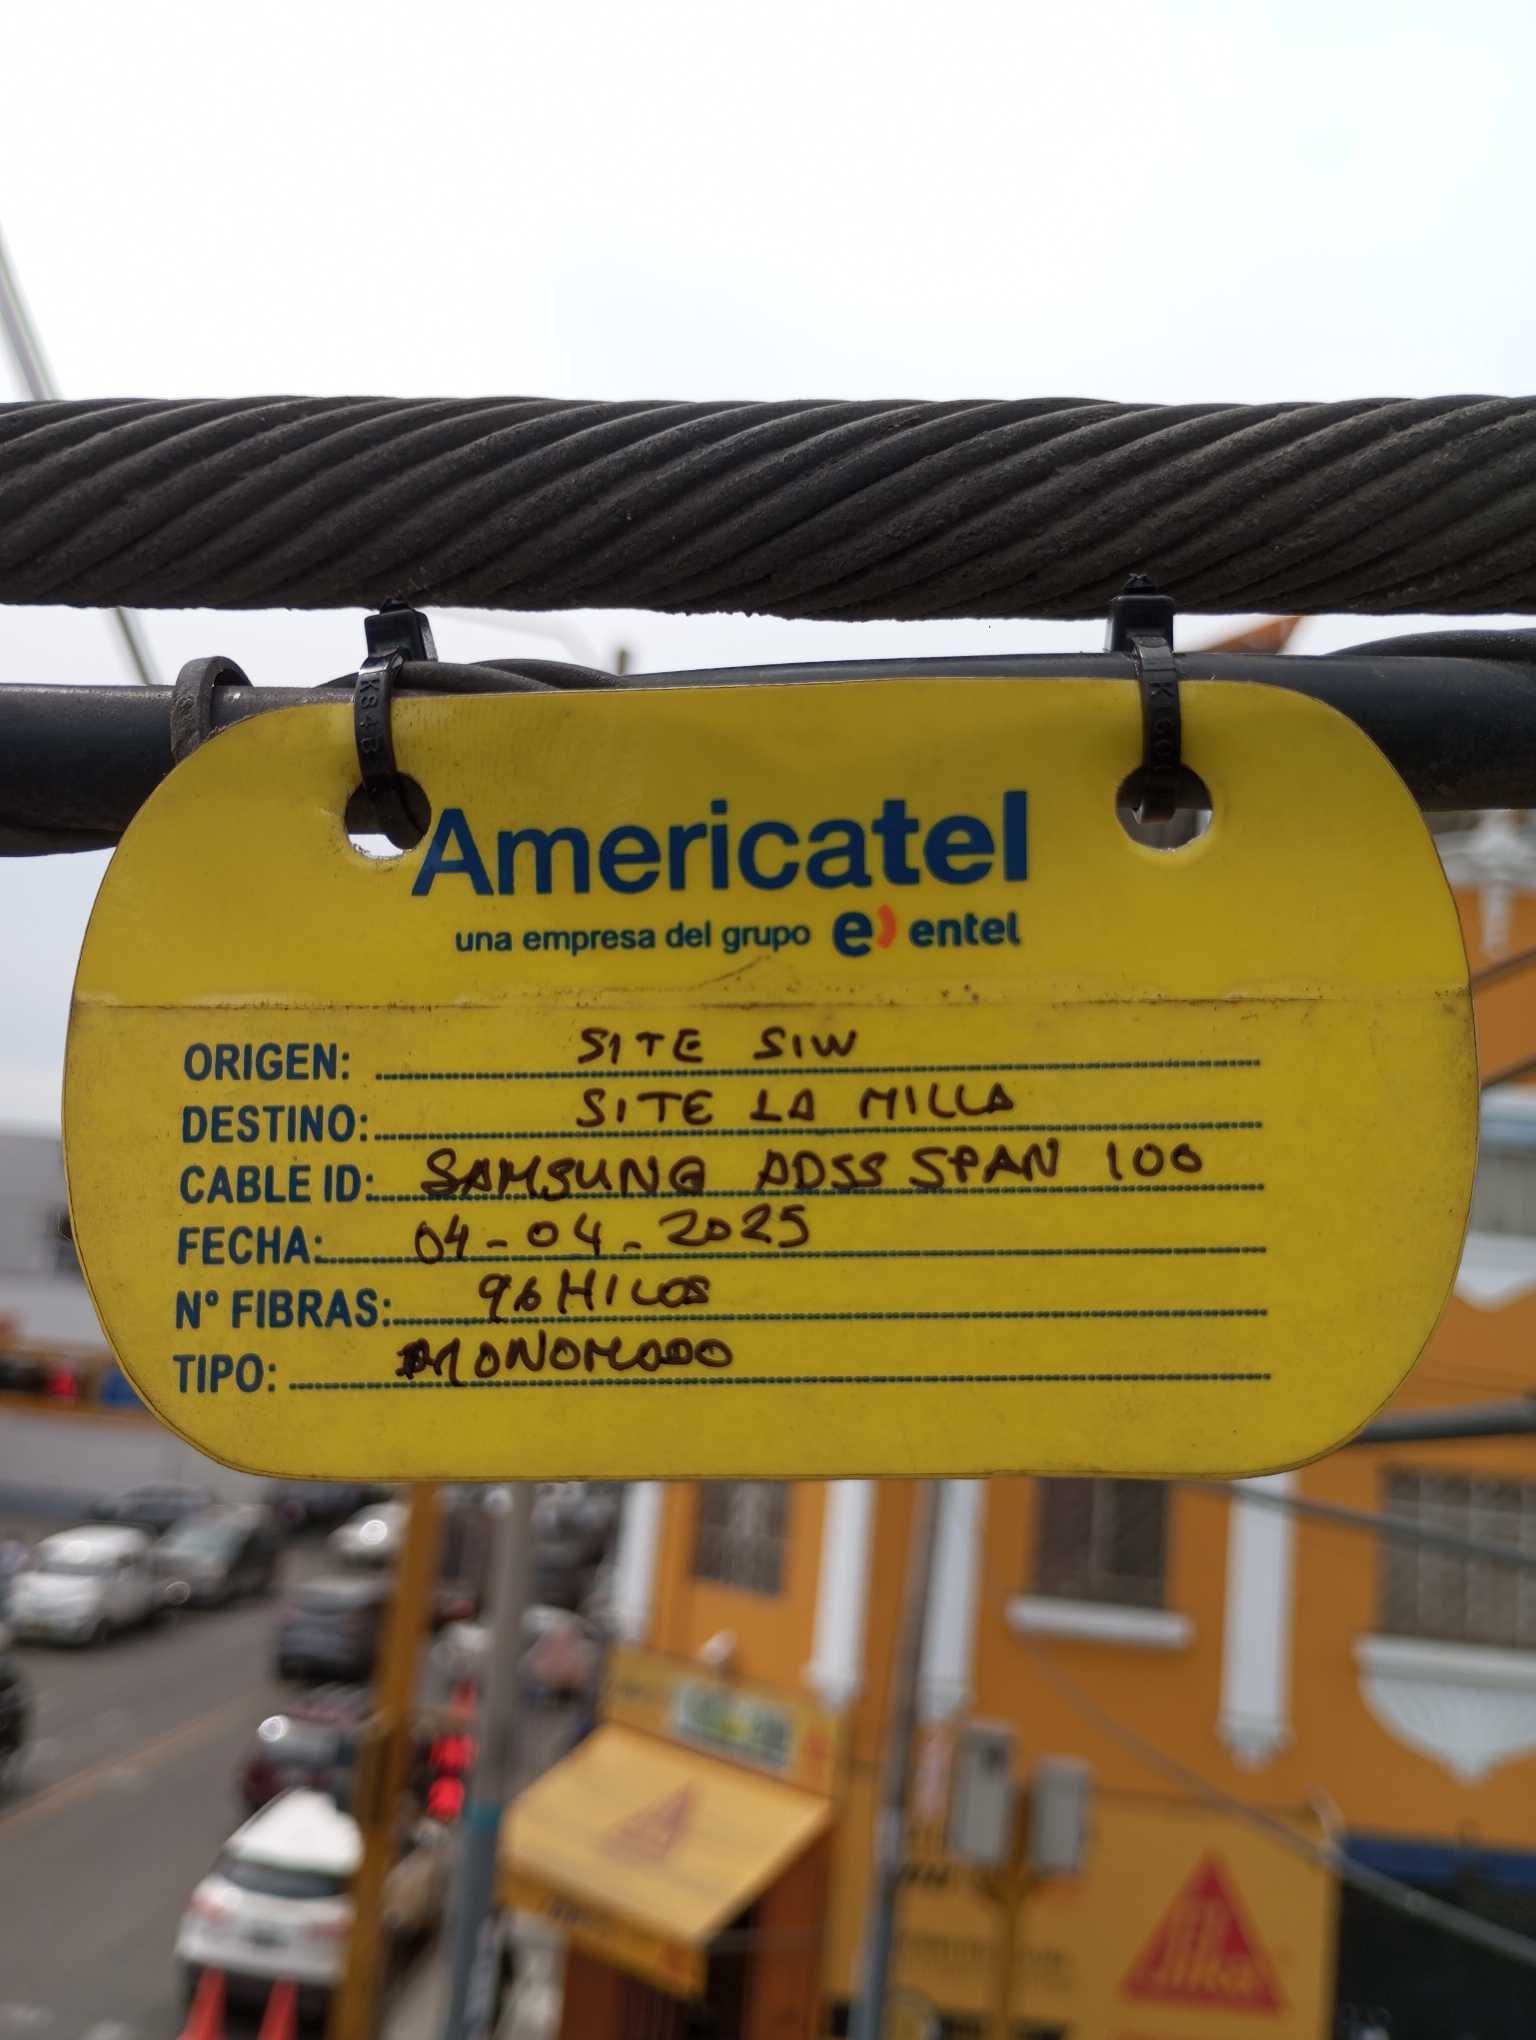 Americatel
una empresa del grupo e) entel
ORIGEN: SITE SIW
DESTINO: SITE LA MILLA
CABLE ID: SAMSUNG ADSS SPAN 100
FECHA: 04-04-2025
N° FIBRAS: 96 HILOS
TIPO: MONOMODO
Sika